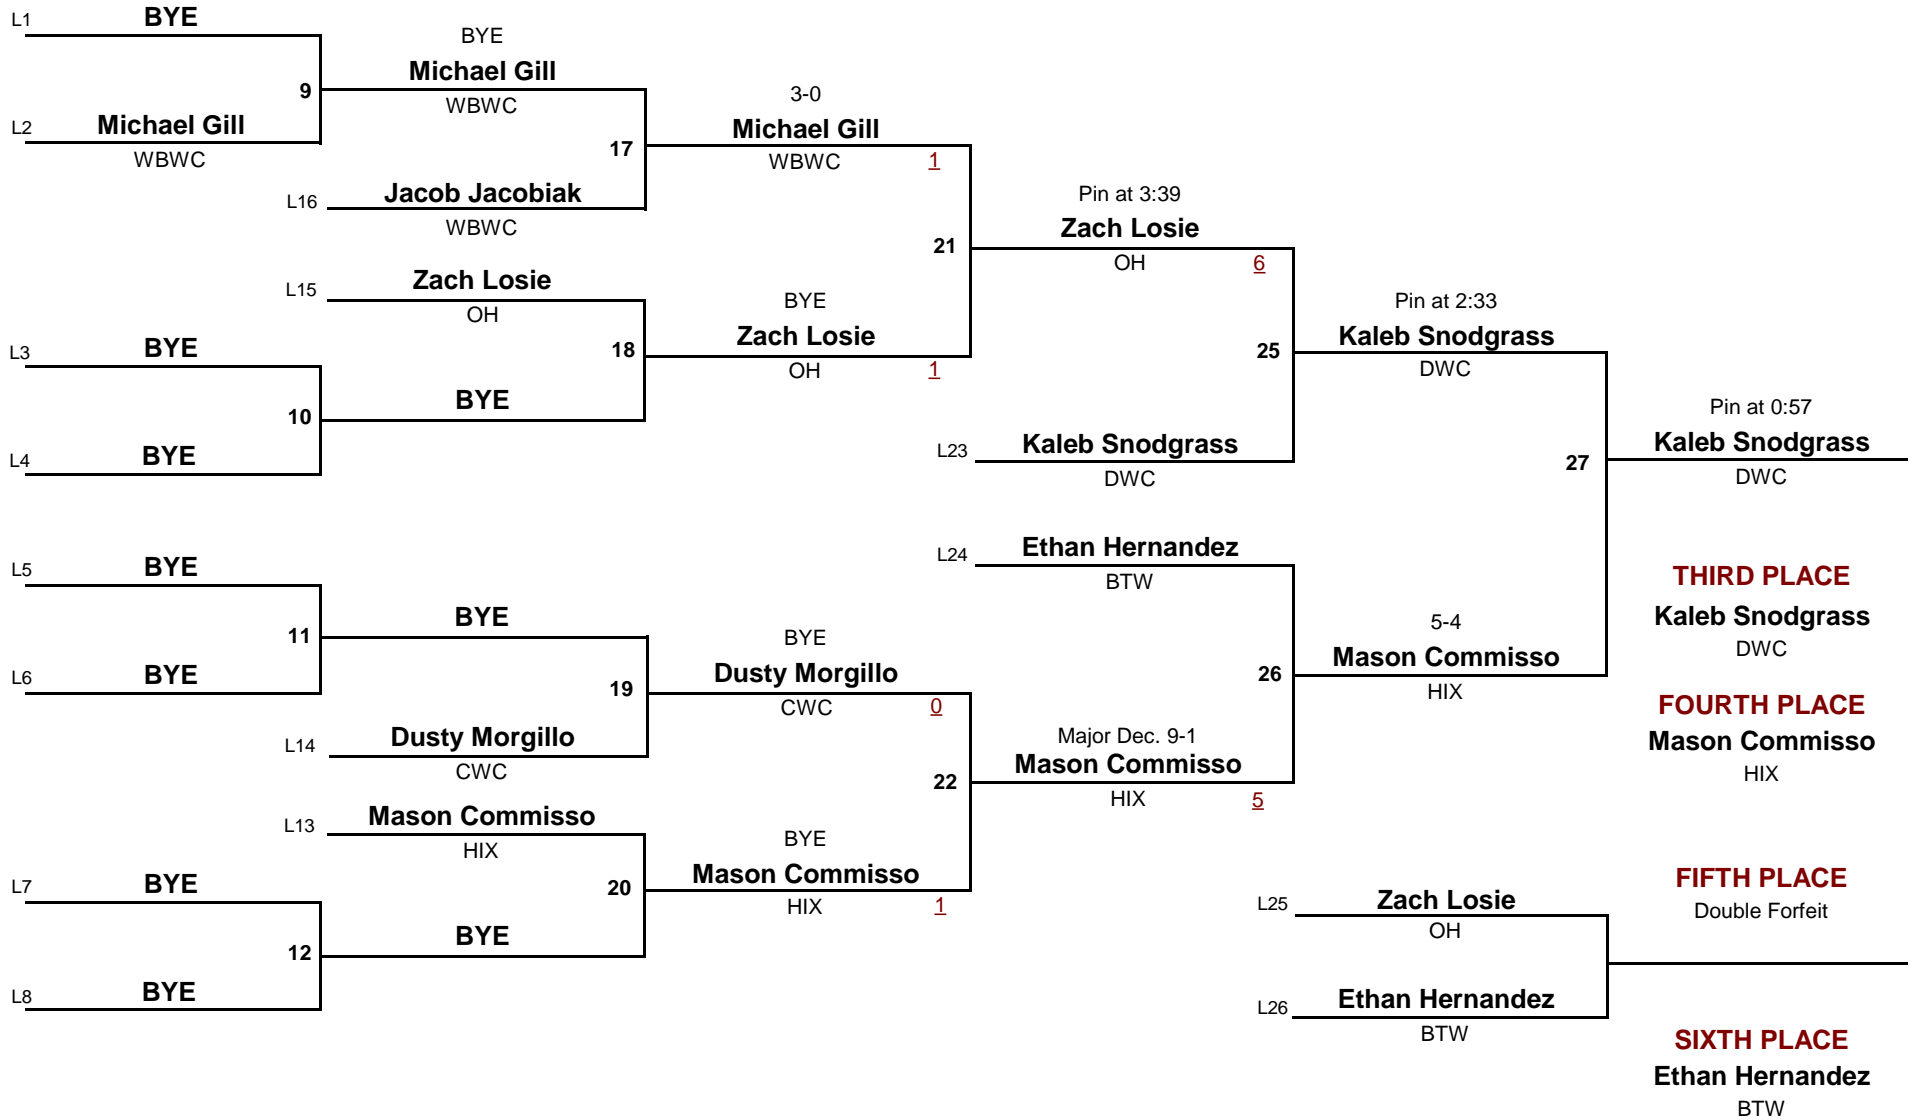 L1
BYE
9
L2
Michael Gill
WBWC
BYE
Michael Gill
WBWC
17
L16
Jacob Jacobiak
WBWC
3-0
Michael Gill
WBWC
1
21
L15
Zach Losie
OH
18
L3
BYE
10
BYE
L4
BYE
BYE
Zach Losie
OH
1
Pin at 3:39
Zach Losie
OH
6
25
L23
Kaleb Snodgrass
DWC
Pin at 2:33
Kaleb Snodgrass
DWC
27
Pin at 0:57
Kaleb Snodgrass
DWC
L5
BYE
11
BYE
L6
BYE
19
L14
Dusty Morgillo
CWC
BYE
Dusty Morgillo
CWC
0
22
L13
Mason Commisso
HIX
20
L7
BYE
12
BYE
L8
BYE
BYE
Mason Commisso
HIX
1
L24
Ethan Hernandez
BTW
26
Major Dec. 9-1
Mason Commisso
HIX
5
5-4
Mason Commisso
HIX
THIRD PLACE
Kaleb Snodgrass
DWC
FOURTH PLACE
Mason Commisso
HIX
L25
Zach Losie
OH
L26
Ethan Hernandez
BTW
FIFTH PLACE
Double Forfeit
SIXTH PLACE
Ethan Hernandez
BTW